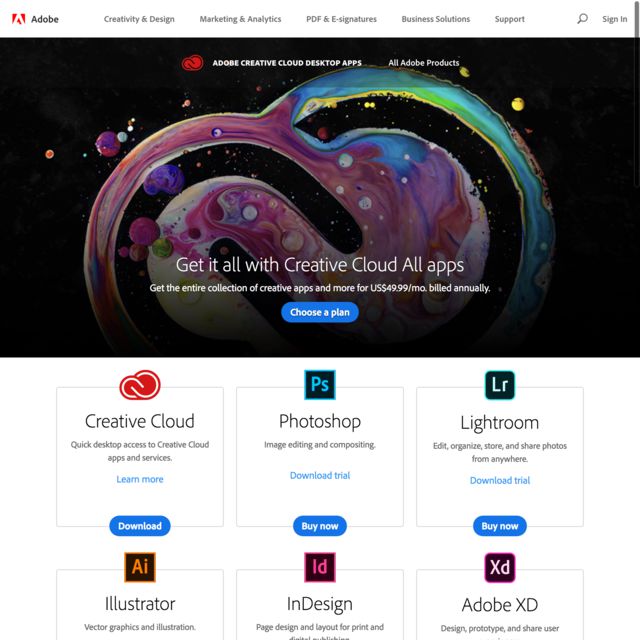 Adobe
Creativity & Design
Marketing & Analytics
PDF & E-signatures
Business Solutions
Support
Sign In
ADOBE CREATIVE CLOUD DESKTOP APPS
All Adobe Products
Get it all with Creative Cloud All apps
Get the entire collection of creative apps and more for US$49.99/mo. billed annually.
Choose a plan
Creative Cloud
Quick desktop access to Creative Cloud
apps and services.
Learn more
Download
Ps
Photoshop
Image editing and compositing.
Download trial
Buy now
Lr
Lightroom
Edit, organize, store, and share photos
from anywhere.
Download trial
Buy now
Ai
Illustrator
Vector graphics and illustration.
Id
InDesign
Page design and layout for print and
digital publishing.
Xd
Adobe XD
Design, prototype, and share user